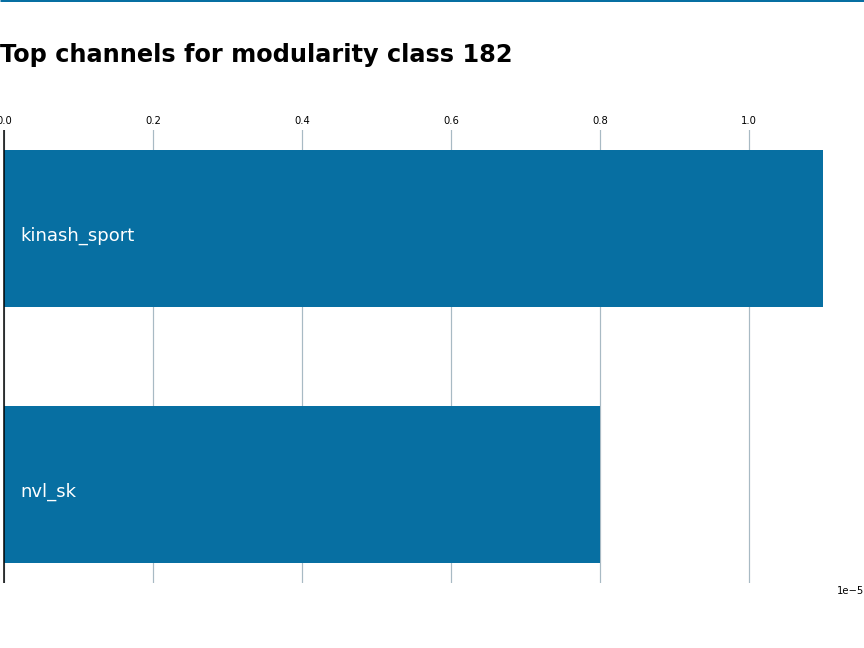 Top channels for modularity class 182
0.0 0.2 0.4 0.6 0.8 1.0
kinash_sport
nvl_sk
1e−5